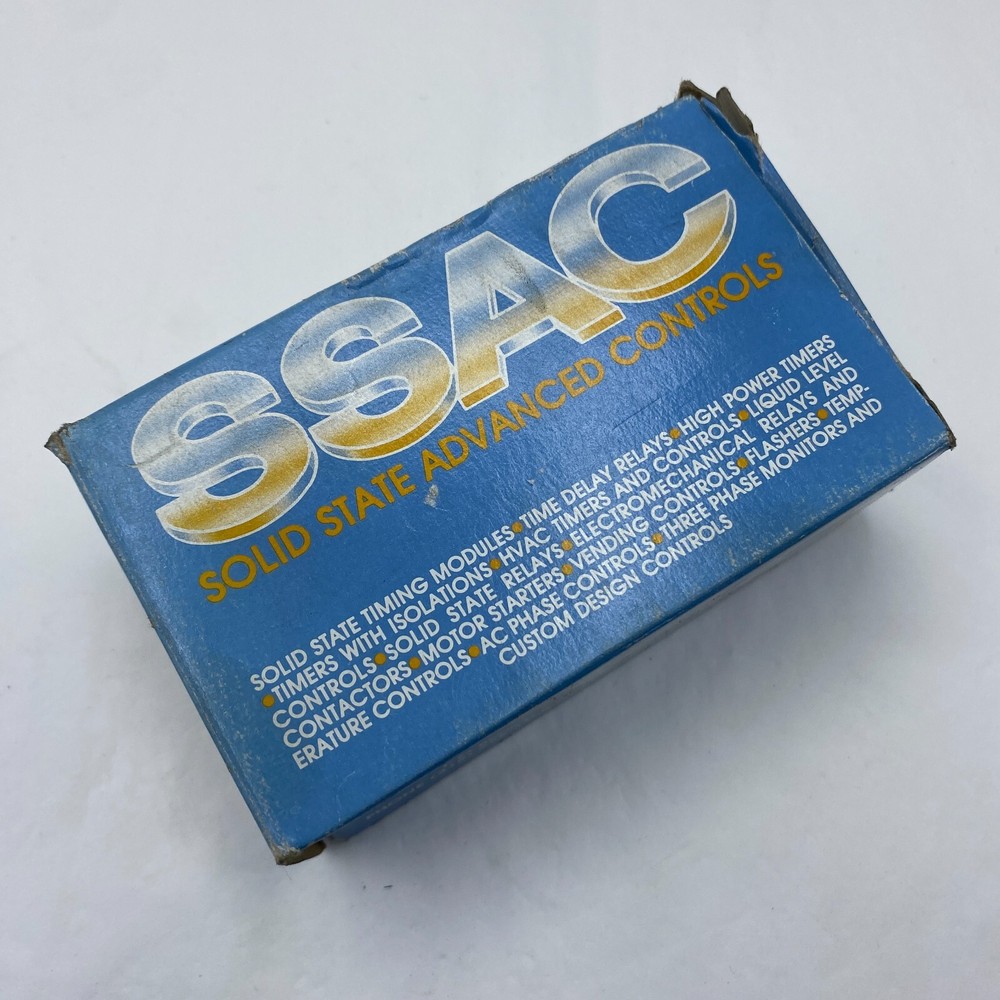 SSAC
SOLID STATE ADVANCED CONTROLS
SOLID STATE TIMING MODULES•TIME DELAY RELAYS•HIGH POWER TIMERS
•TIMERS WITH ISOLATIONS•HVAC TIMERS AND CONTROLS•LIQUID LEVEL
CONTROLS•SOLID STATE RELAYS•ELECTROMECHANICAL RELAYS AND
CONTACTORS•MOTOR STARTERS•VENDING CONTROLS•FLASHERS•TEMP-
ERATURE CONTROLS•AC PHASE CONTROLS•THREE PHASE MONITORS AND
CUSTOM DESIGN CONTROLS